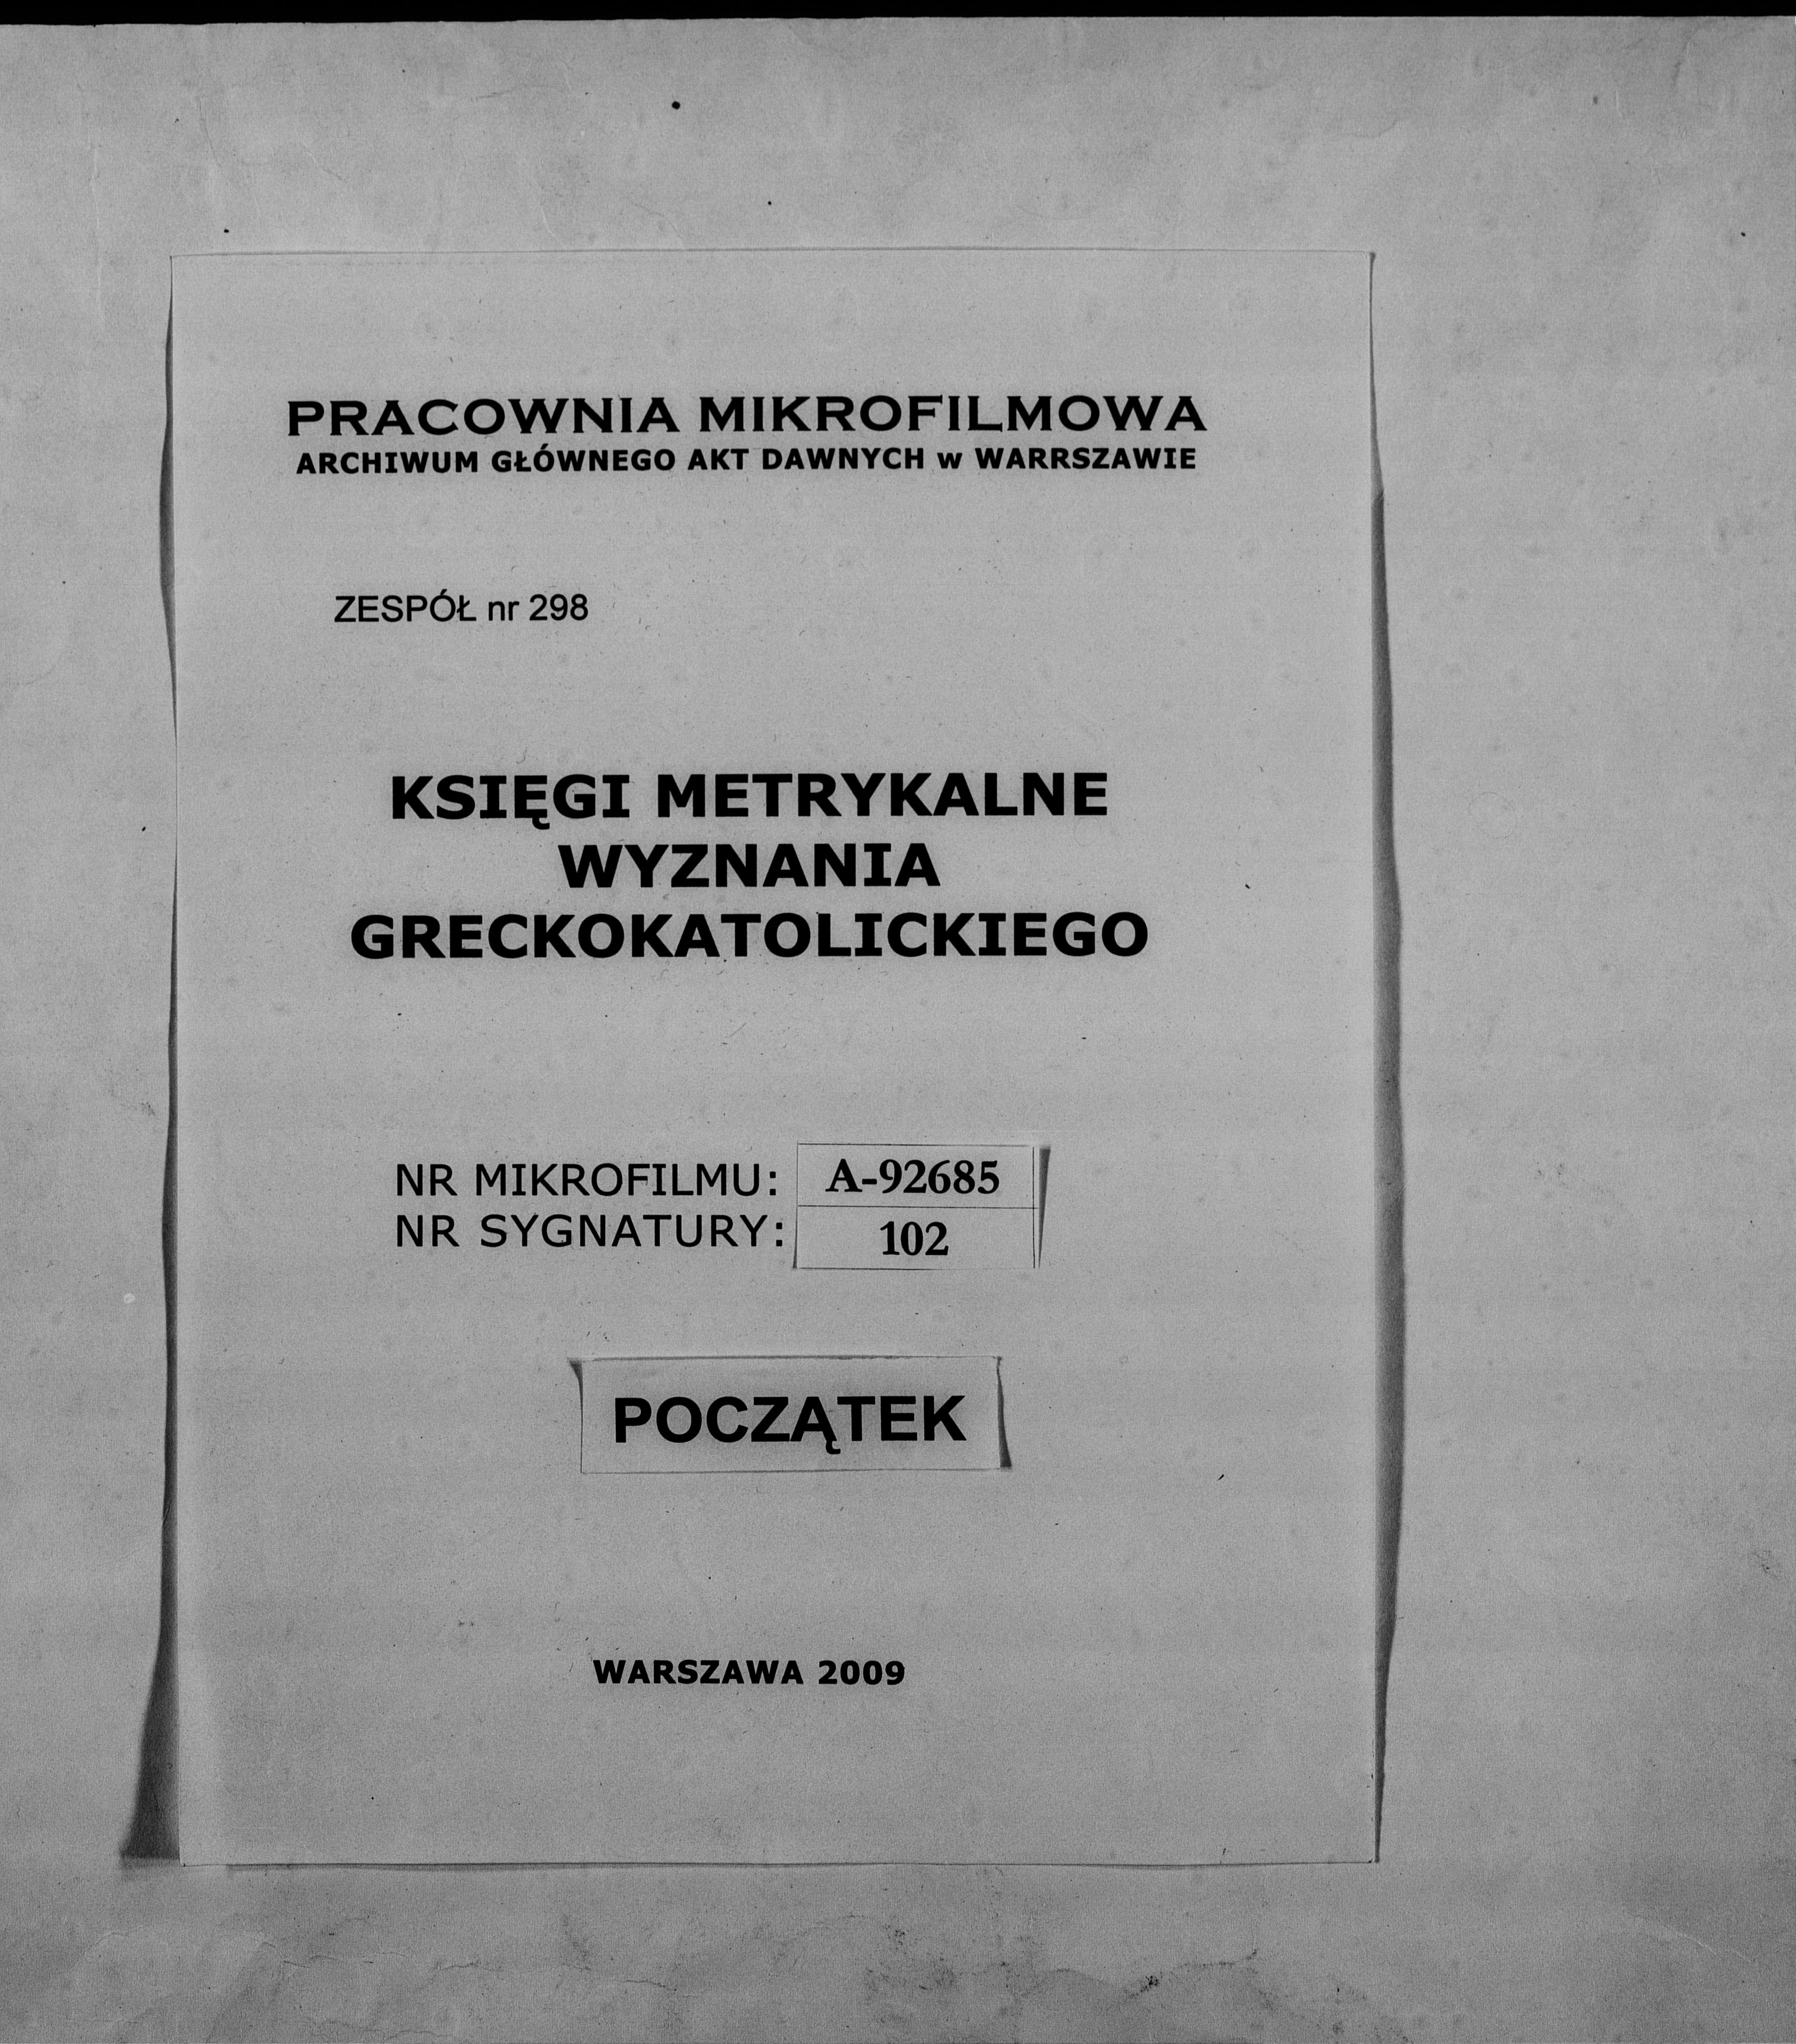 PRACOWNIA MIKROFILMOWA
ARCHIWUM GŁÓWNEGO AKT DAWNYCH w WARRSZAWIE
ZESPÓŁ nr 298
KSIĘGI METRYKALNE
WYZNANIA
GRECKOKATOLICKIEGO
NR MIKROFILMU: A-92685
NR SYGNATURY: 102
POCZĄTEK
WARSZAWA 2009